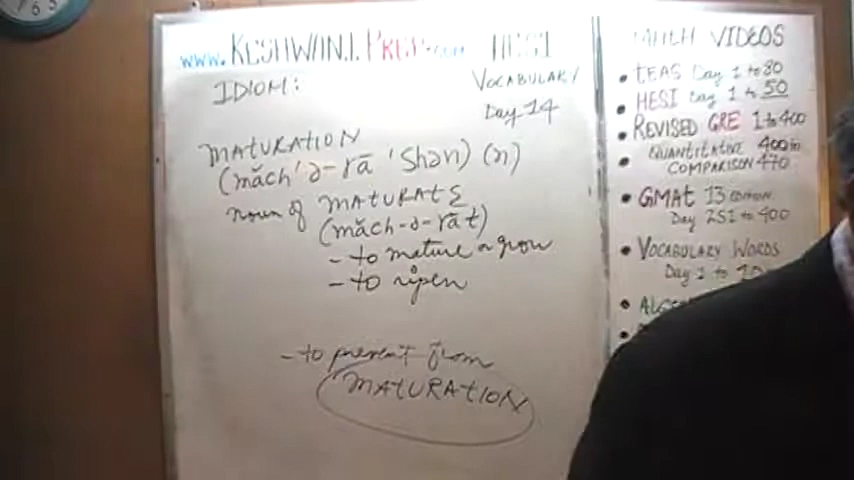 www.KESHWANI PREP.com HESI
VOCABULARY
IDIOM:
Day 14
MATURATION
(măch'ə-rā'shən) (n)
noun of MATURATE
(măch-ə-rāt)
- to mature or grow
- to ripen
- to prevent from
MATURATION
MATH VIDEOS
• TEAS Day 1 to 80
• HESI Day 1 to 50
• REVISED GRE 1 to 400
• QUANTITATIVE 400 to
COMPARISON 470
• GMAT 13 EDITION
Day 251 to 400
• VOCABULARY WORDS
Day 1 to